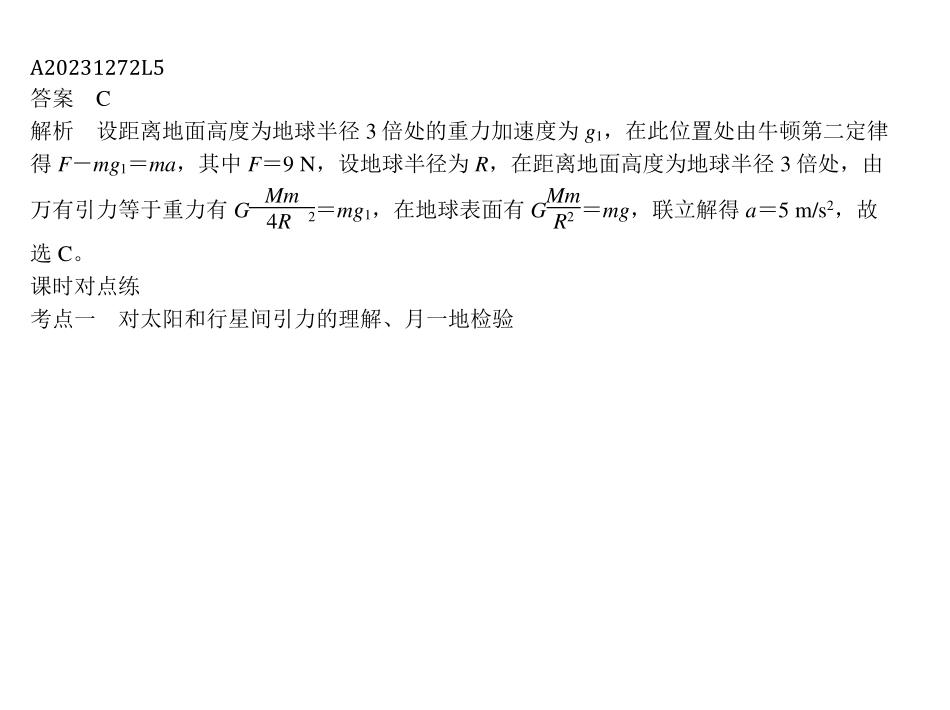 A20231272L5
答案　C
解析　设距离地面高度为地球半径 3 倍处的重力加速度为 g₁，在此位置处由牛顿第二定律
得 F－mg₁＝ma，其中 F＝9 N，设地球半径为 R，在距离地面高度为地球半径 3 倍处，由
万有引力等于重力有 G\frac{Mm}{4R ^2}＝mg₁，在地球表面有 G\frac{Mm}{R^2}＝mg，联立解得 a＝5 m/s²，故
选 C。
课时对点练
考点一　对太阳和行星间引力的理解、月—地检验